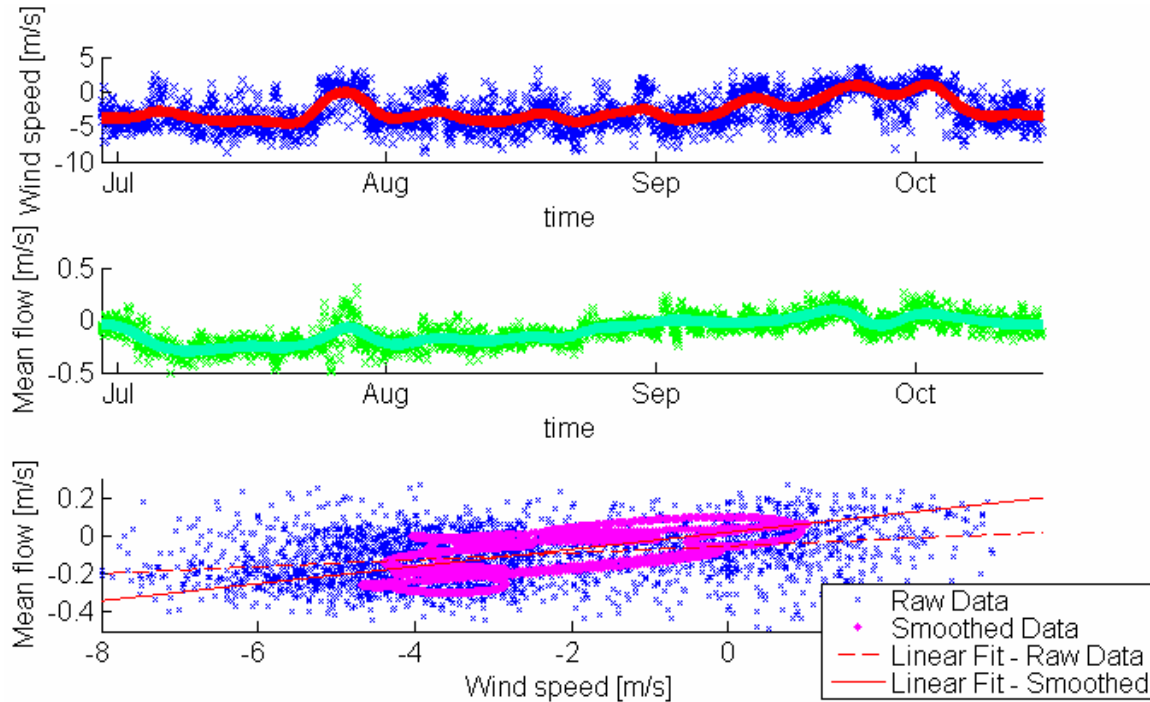 Wind speed [m/s]
5
0
-5
-10
Jul
Aug
Sep
Oct
time
Mean flow [m/s]
0.5
0
-0.5
Jul
Aug
Sep
Oct
time
Mean flow [m/s]
0.2
0
-0.2
-0.4
-8
-6
-4
-2
0
Wind speed [m/s]
Raw Data
Smoothed Data
Linear Fit - Raw Data
Linear Fit - Smoothed